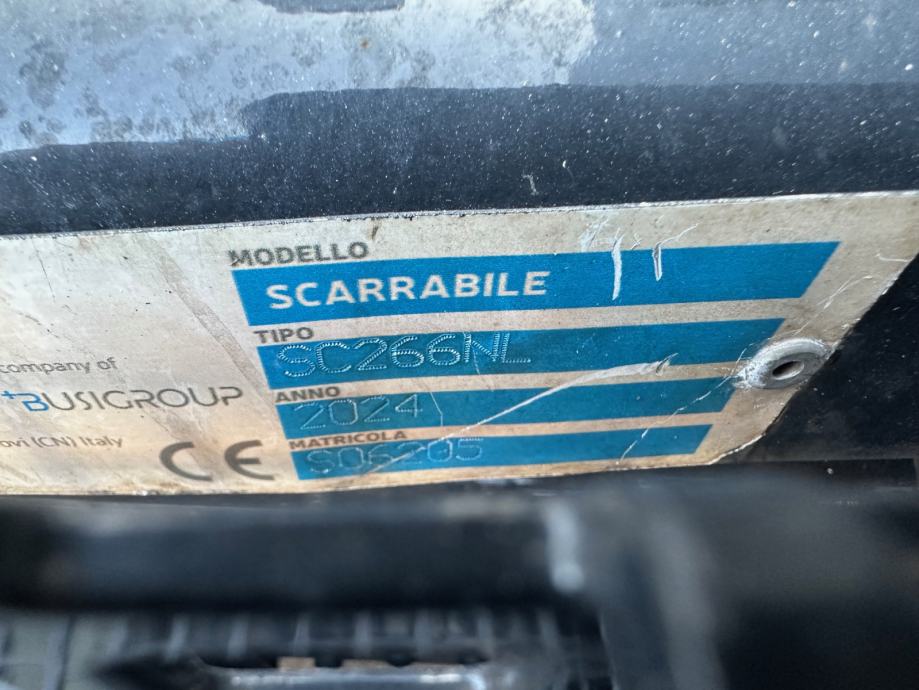 MODELLO
SCARRABILE
TIPO
SC266NL
company of
BUSIGROUP
ANNO
2024
ovi (CN) Italy
CE
MATRICOLA
S06205